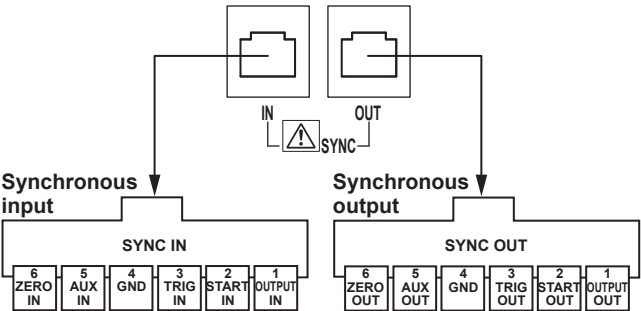 IN OUT
SYNC
Synchronous input
SYNC IN
6 ZERO IN
5 AUX IN
4 GND
3 TRIG IN
2 START IN
1 OUTPUT IN
Synchronous output
SYNC OUT
6 ZERO OUT
5 AUX OUT
4 GND
3 TRIG OUT
2 START OUT
1 OUTPUT OUT